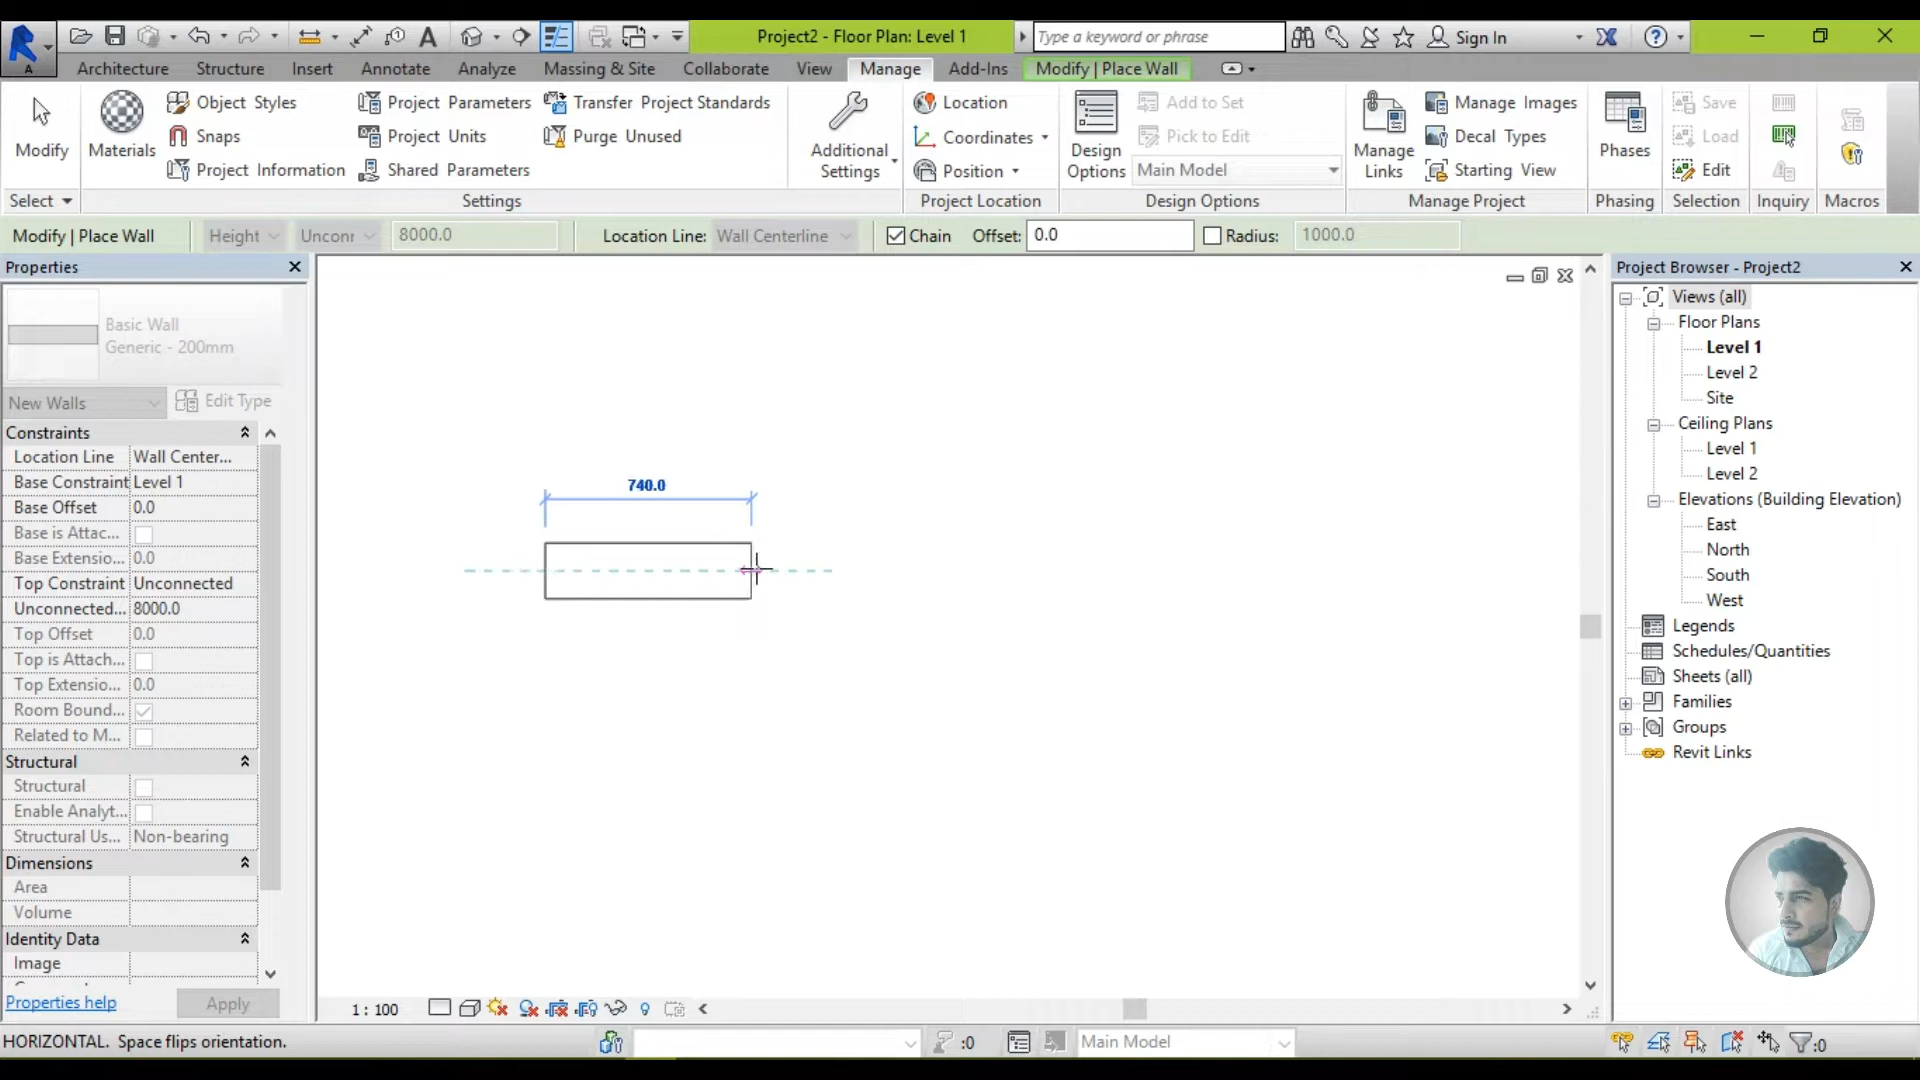 Project2 - Floor Plan: Level 1
Type a keyword or phrase
Sign In
A
Architecture Structure Insert Annotate Analyze Massing & Site Collaborate View Manage Add-Ins Modify | Place Wall
Modify
Materials
Object Styles
Snaps
Project Information
Project Parameters
Project Units
Shared Parameters
Transfer Project Standards
Purge Unused
Additional Settings
Location
Coordinates
Position
Design Options
Add to Set
Pick to Edit
Main Model
Manage Links
Manage Images
Decal Types
Starting View
Phases
Save
Load
Edit
Select Settings Project Location Design Options Manage Project Phasing Selection Inquiry Macros
Modify | Place Wall Height Unconr 8000.0 Location Line: Wall Centerline Chain Offset: 0.0 Radius: 1000.0
Properties
Basic Wall
Generic - 200mm
New Walls Edit Type
Constraints
Location Line Wall Center...
Base Constraint Level 1
Base Offset 0.0
Base is Attac...
Base Extensio... 0.0
Top Constraint Unconnected
Unconnected... 8000.0
Top Offset 0.0
Top is Attach...
Top Extensio... 0.0
Room Bound...
Related to M...
Structural
Structural
Enable Analyt...
Structural Us... Non-bearing
Dimensions
Area
Volume
Identity Data
Image
Properties help Apply
740.0
1 : 100
Project Browser - Project2
Views (all)
Floor Plans
Level 1
Level 2
Site
Ceiling Plans
Level 1
Level 2
Elevations (Building Elevation)
East
North
South
West
Legends
Schedules/Quantities
Sheets (all)
Families
Groups
Revit Links
HORIZONTAL. Space flips orientation.
:0
Main Model
:0